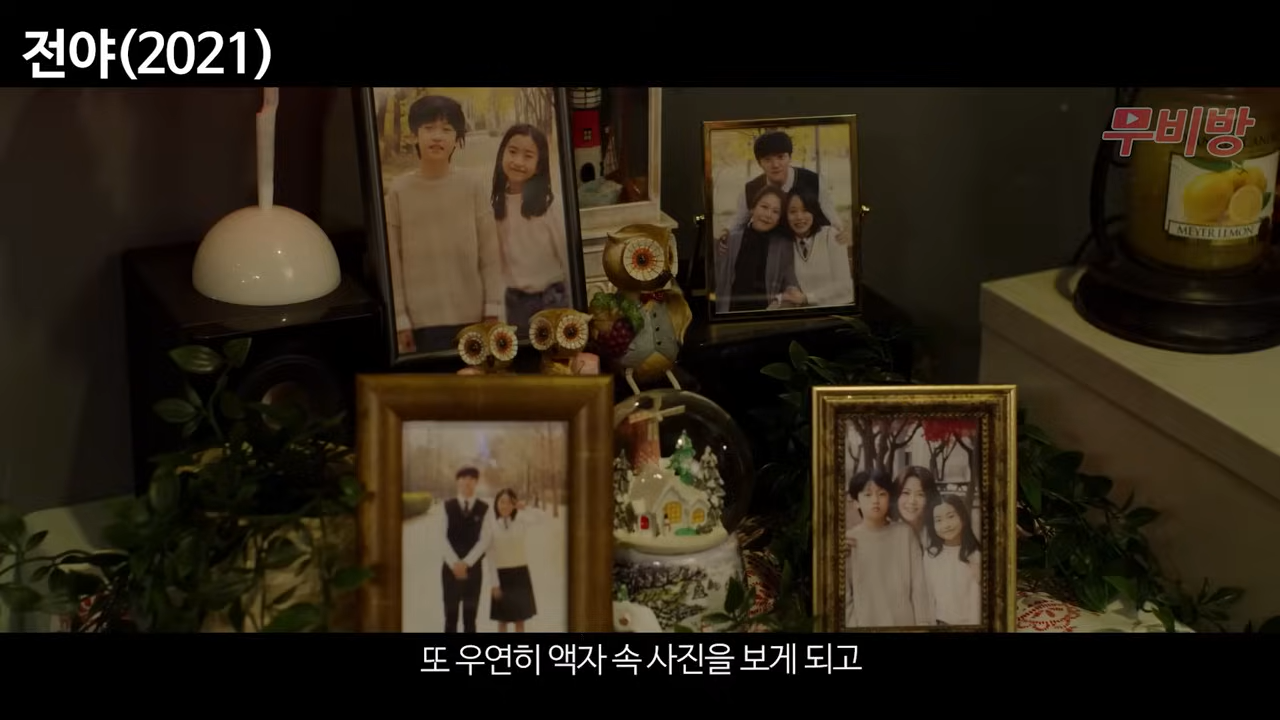 전야(2021)
무비방
MEYER LEMON
또 우연히 액자 속 사진을 보게 되고